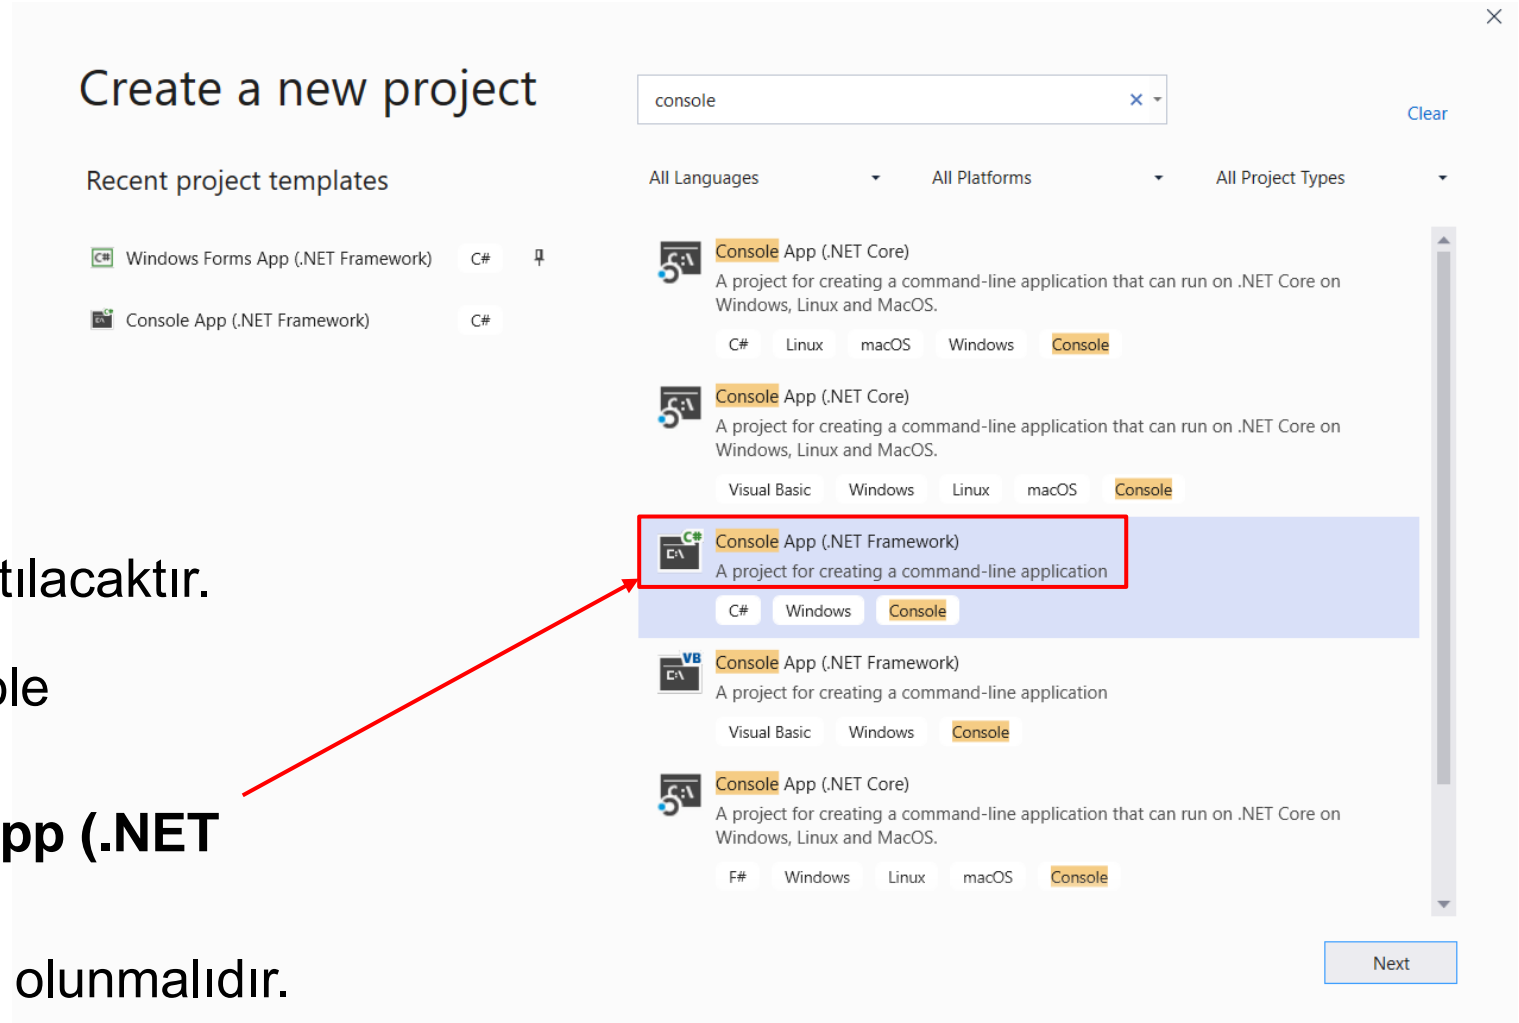 Create a new project
console
Clear
Recent project templates
All Languages
All Platforms
All Project Types
Windows Forms App (.NET Framework) C#
Console App (.NET Framework) C#
Console App (.NET Core)
A project for creating a command-line application that can run on .NET Core on
Windows, Linux and MacOS.
C# Linux macOS Windows Console
Console App (.NET Core)
A project for creating a command-line application that can run on .NET Core on
Windows, Linux and MacOS.
Visual Basic Windows Linux macOS Console
C#
C:\
Console App (.NET Framework)
A project for creating a command-line application
C# Windows Console
VB
C:\
Console App (.NET Framework)
A project for creating a command-line application
Visual Basic Windows Console
Console App (.NET Core)
A project for creating a command-line application that can run on .NET Core on
Windows, Linux and MacOS.
F# Windows Linux macOS Console
Next
tılacaktır.
ole
pp (.NET
olunmalıdır.